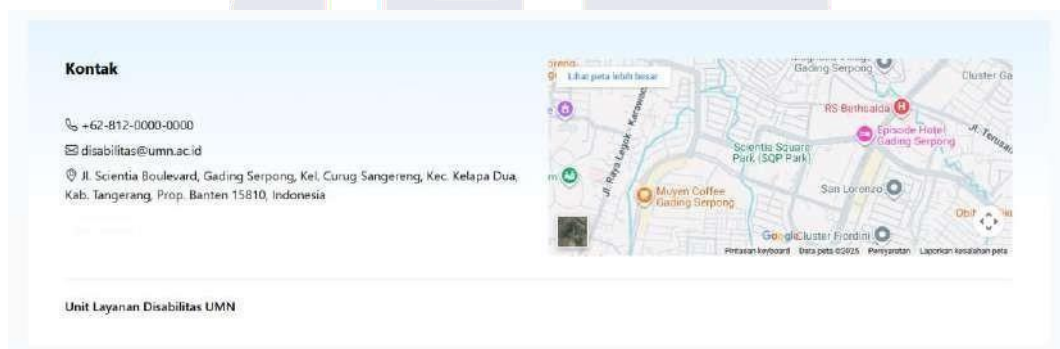 Kontak
+62-812-0000-0000
disabilitas@umn.ac.id
Jl. Scientia Boulevard, Gading Serpong, Kel. Curug Sangereng, Kec. Kelapa Dua,
Kab. Tangerang, Prop. Banten 15810, Indonesia
Lihat peta lebih besar
Gading Serpong
Cluster Ga
RS Bethsaida
Episode Hotel
Gading Serpong
Jl. Raya Legok - Karawac
Scientia Square
Park (SQP Park)
Muyen Coffee
Gading Serpong
San Lorenzo
Google
Cluster Fiordini
Pintasan keyboard Data peta ©2025 Persyaratan Laporkan kesalahan peta
Unit Layanan Disabilitas UMN